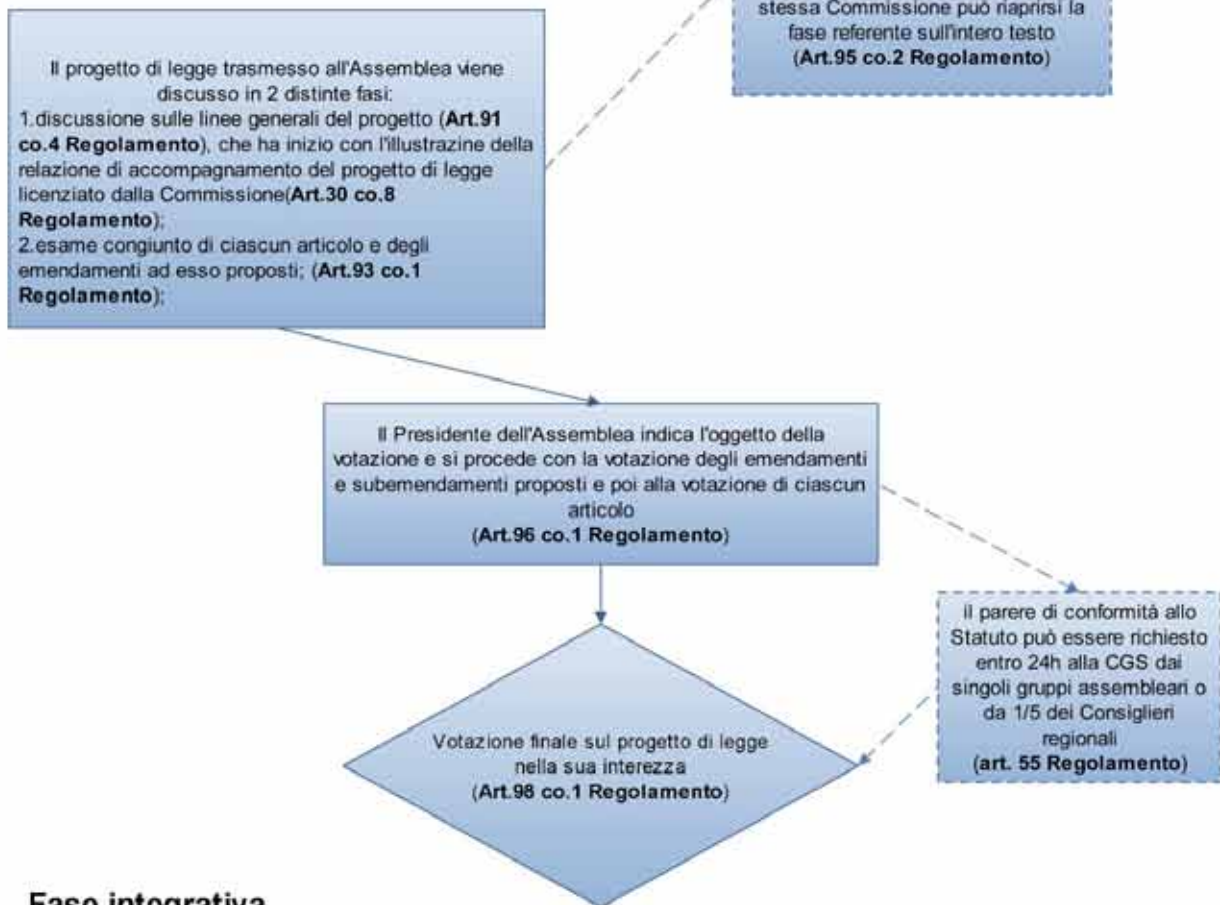 stessa Commissione può riaprirsi la
fase referente sull'intero testo
(Art.95 co.2 Regolamento)
Il progetto di legge trasmesso all'Assemblea viene
discusso in 2 distinte fasi:
1.discussione sulle linee generali del progetto (Art.91
co.4 Regolamento), che ha inizio con l'illustrazine della
relazione di accompagnamento del progetto di legge
licenziato dalla Commissione(Art.30 co.8
Regolamento);
2.esame congiunto di ciascun articolo e degli
emendamenti ad esso proposti; (Art.93 co.1
Regolamento);
Il Presidente dell'Assemblea indica l'oggetto della
votazione e si procede con la votazione degli emendamenti
e subemendamenti proposti e poi alla votazione di ciascun
articolo
(Art.96 co.1 Regolamento)
il parere di conformità allo
Statuto può essere richiesto
entro 24h alla CGS dai
singoli gruppi assembleari o
da 1/5 dei Consiglieri
regionali
(art. 55 Regolamento)
Votazione finale sul progetto di legge
nella sua interezza
(Art.98 co.1 Regolamento)
Fase integrativa